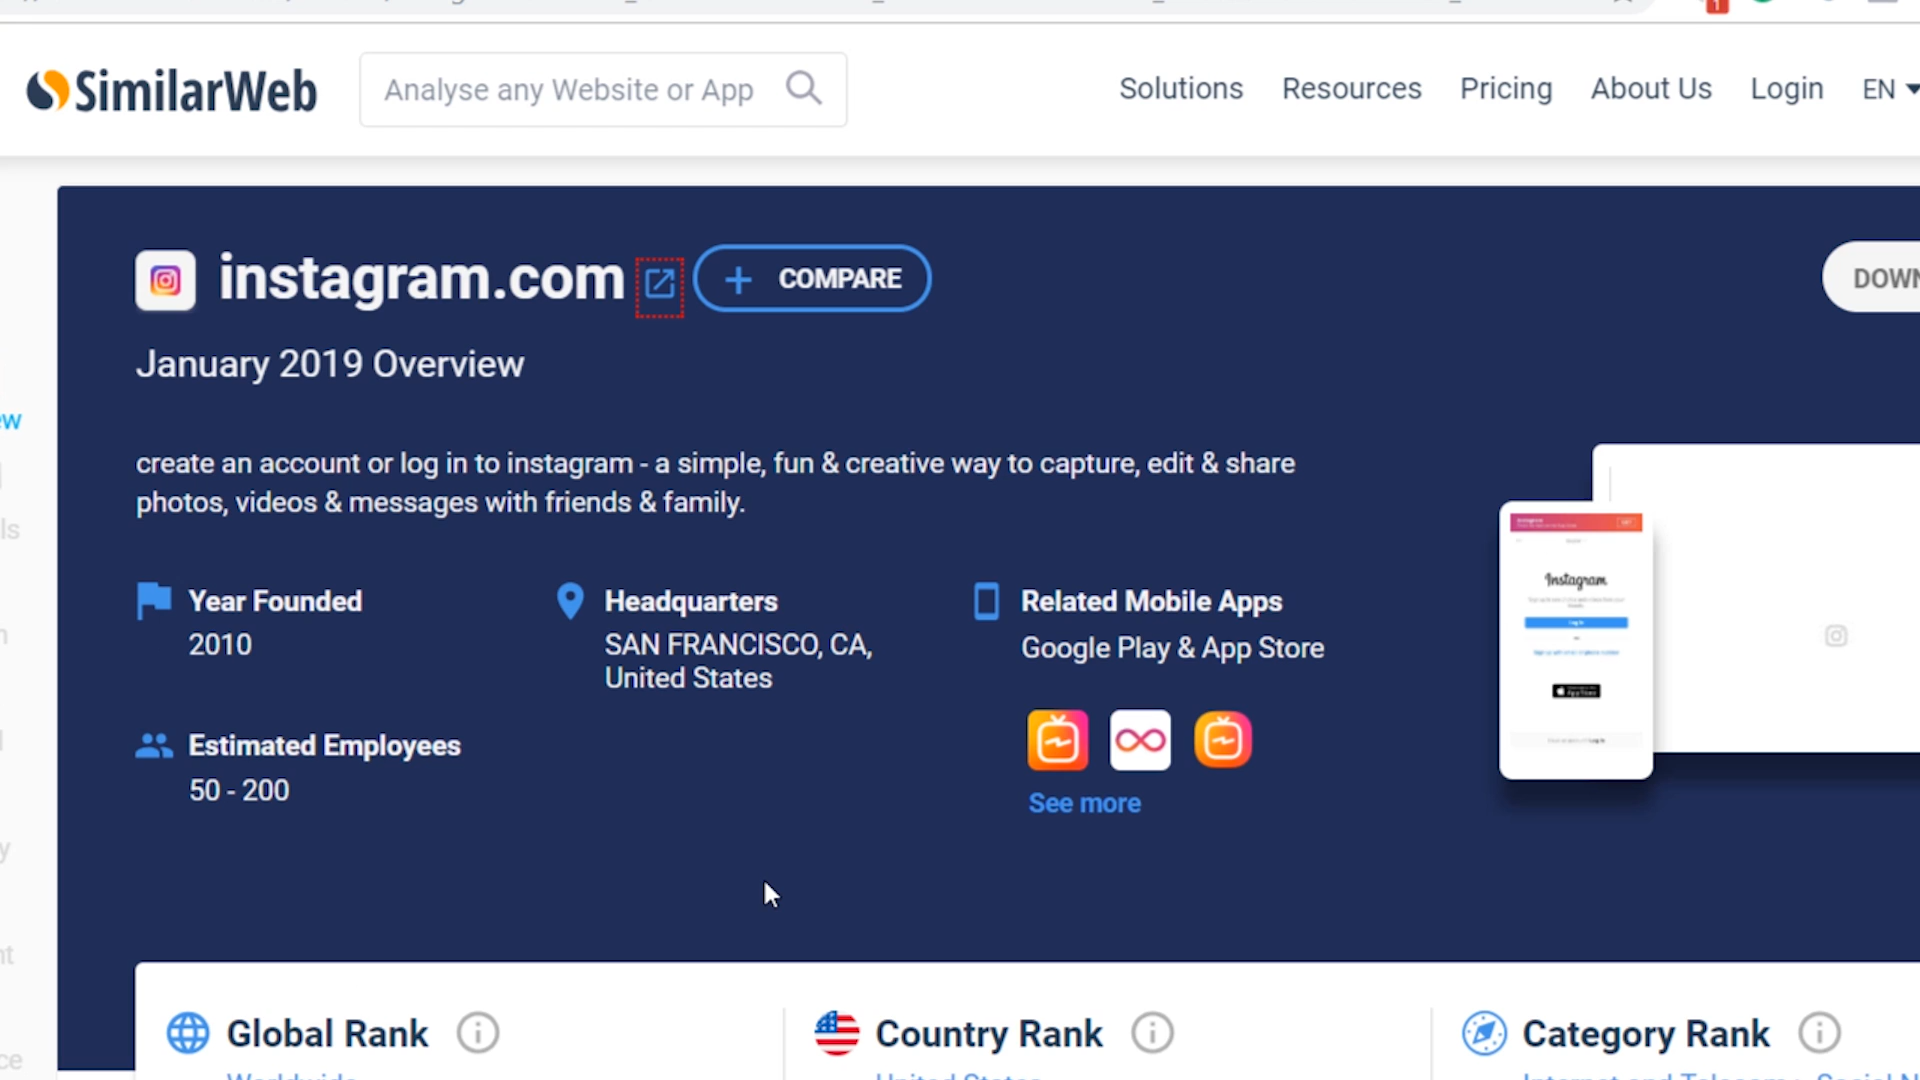 SimilarWeb
Analyse any Website or App
Solutions Resources Pricing About Us Login EN
instagram.com
COMPARE
January 2019 Overview
create an account or log in to instagram - a simple, fun & creative way to capture, edit & share
photos, videos & messages with friends & family.
Year Founded
2010
Headquarters
SAN FRANCISCO, CA,
United States
Related Mobile Apps
Google Play & App Store
See more
Estimated Employees
50 - 200
Instagram
Global Rank
Country Rank
Category Rank